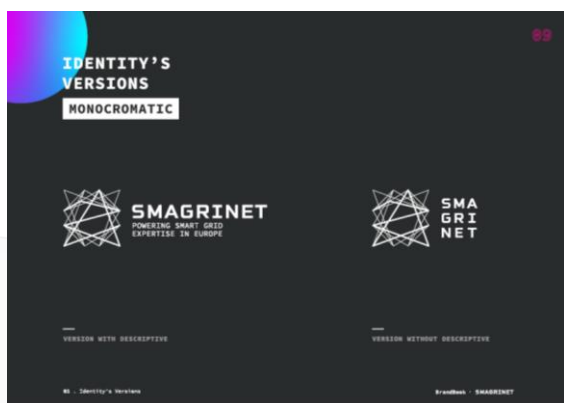 09
IDENTITY'S
VERSIONS
MONOCROMATIC
SMAGRINET
POWERING SMART GRID
EXPERTISE IN EUROPE
SMA
GRI
NET
VERSION WITH DESCRIPTIVE
VERSION WITHOUT DESCRIPTIVE
01 . Identity's Versions
BrandBook · SMAGRINET